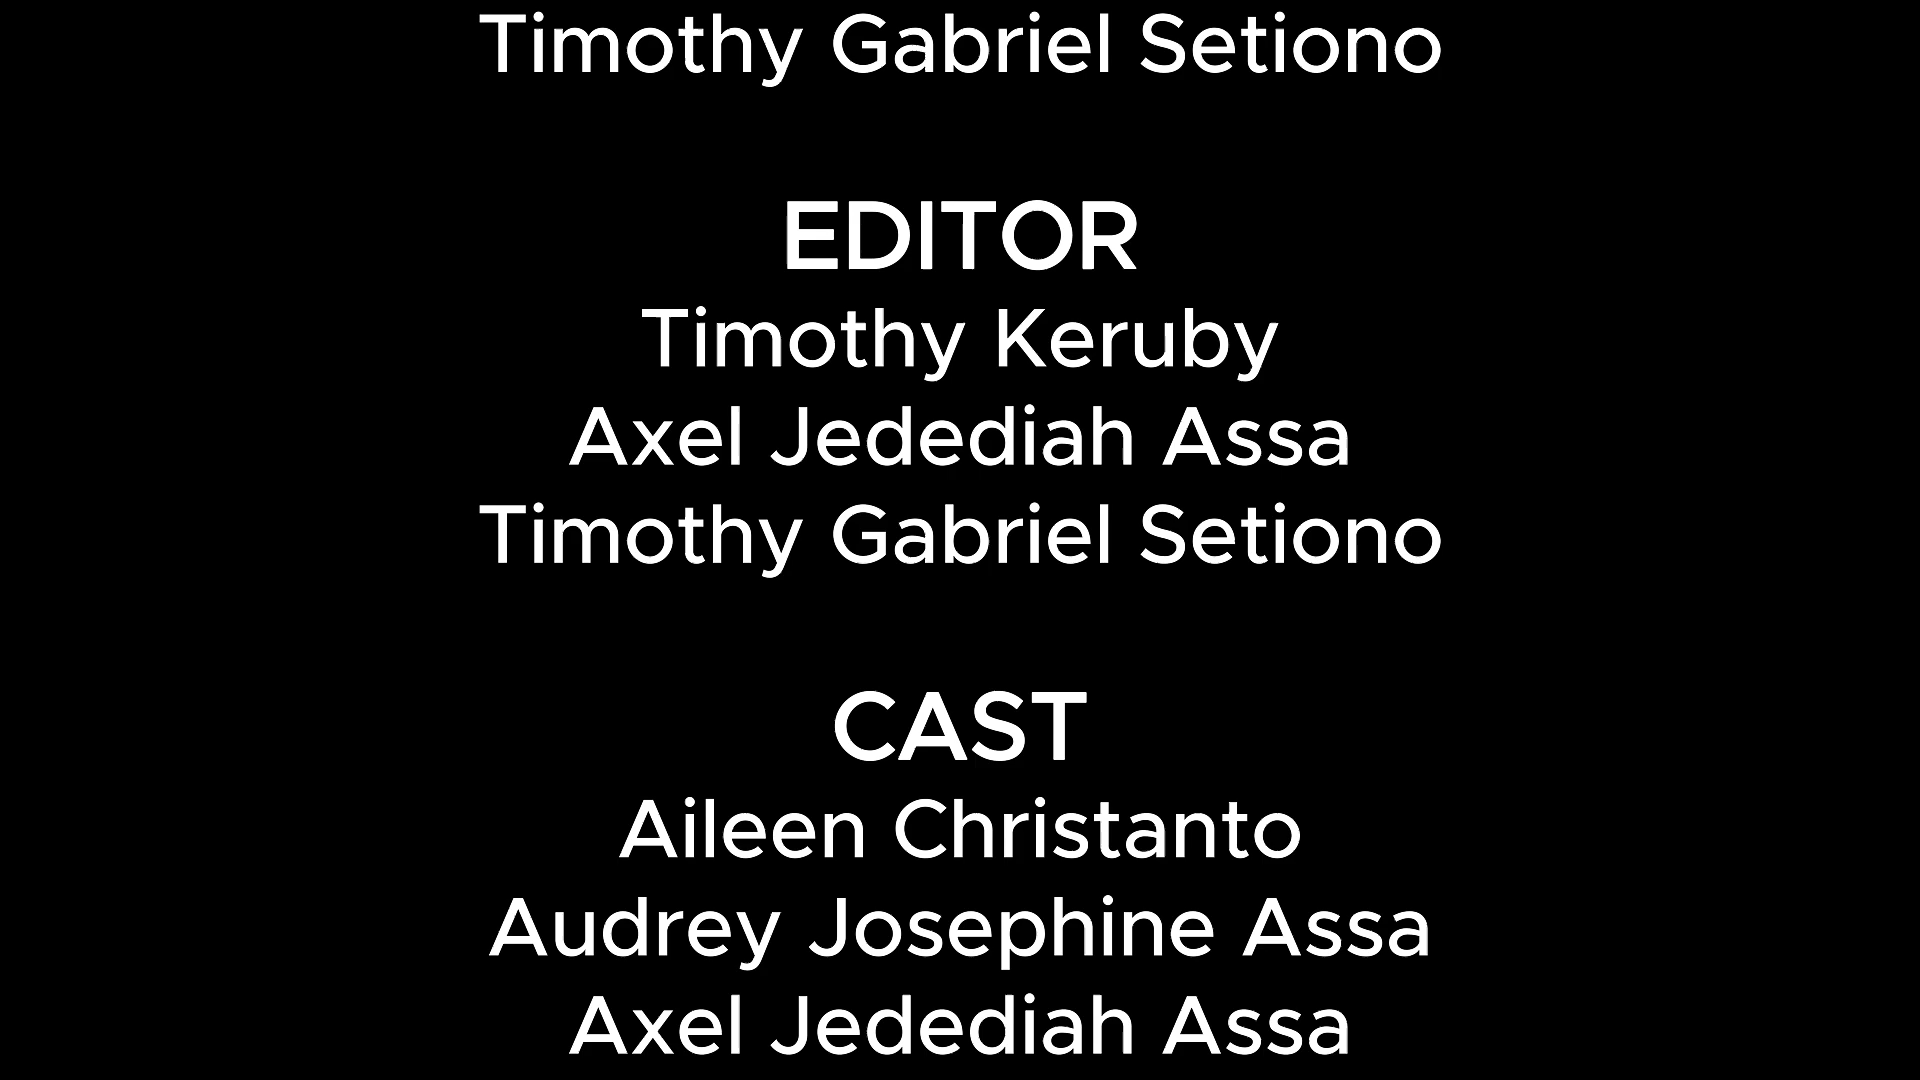 Timothy Gabriel Setiono
EDITOR
Timothy Keruby
Axel Jedediah Assa
Timothy Gabriel Setiono
CAST
Aileen Christanto
Audrey Josephine Assa
Axel Jedediah Assa